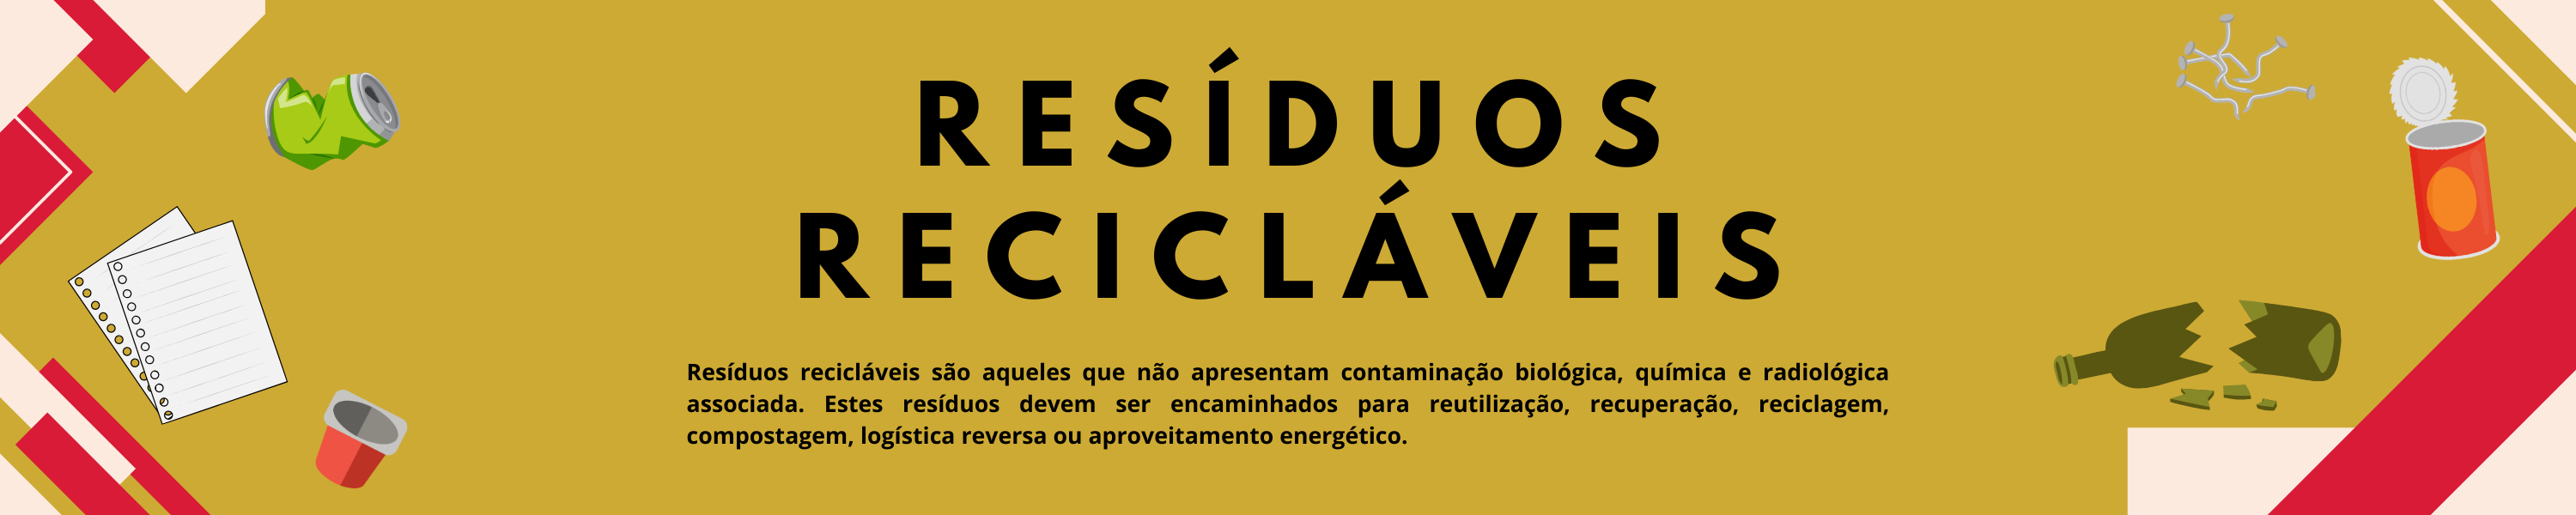 RESÍDUOS
RECICLÁVEIS
Resíduos recicláveis são aqueles que não apresentam contaminação biológica, química e radiológica
associada. Estes resíduos devem ser encaminhados para reutilização, recuperação, reciclagem,
compostagem, logística reversa ou aproveitamento energético.